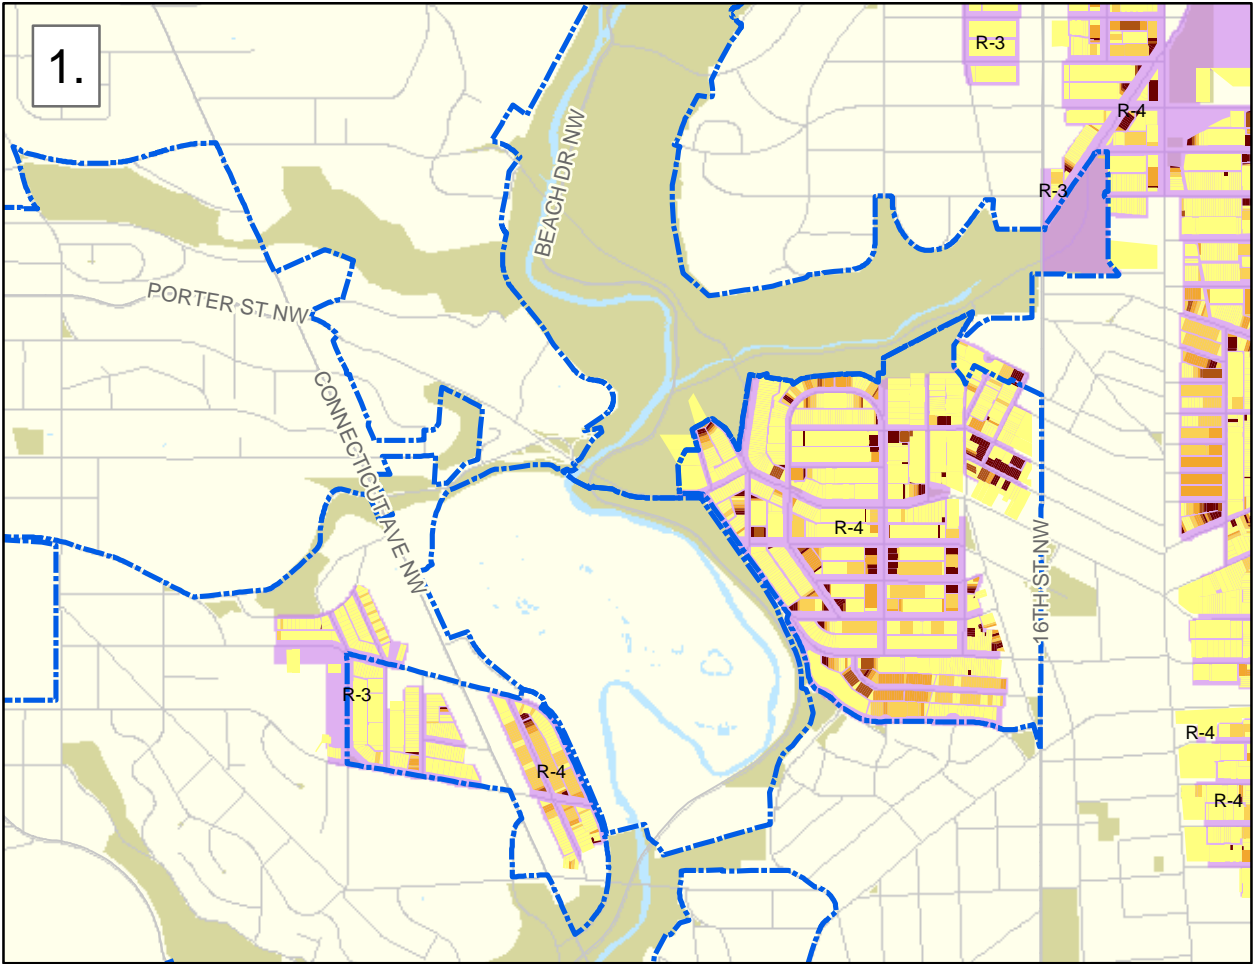 1.
R-3
R-4
BEACH DR NW
R-3
PORTER ST NW
CONNECTICUT AVE NW
R-4
16TH ST NW
R-3
R-4
R-4
R-4